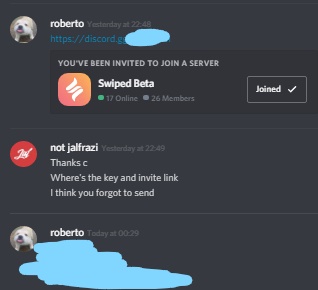 roberto Yesterday at 22:48
https://discord.gg
YOU'VE BEEN INVITED TO JOIN A SERVER
Swiped Beta
17 Online 26 Members
Joined
not jalfrazi Yesterday at 22:49
Thanks c
Where's the key and invite link
I think you forgot to send
roberto Today at 00:29